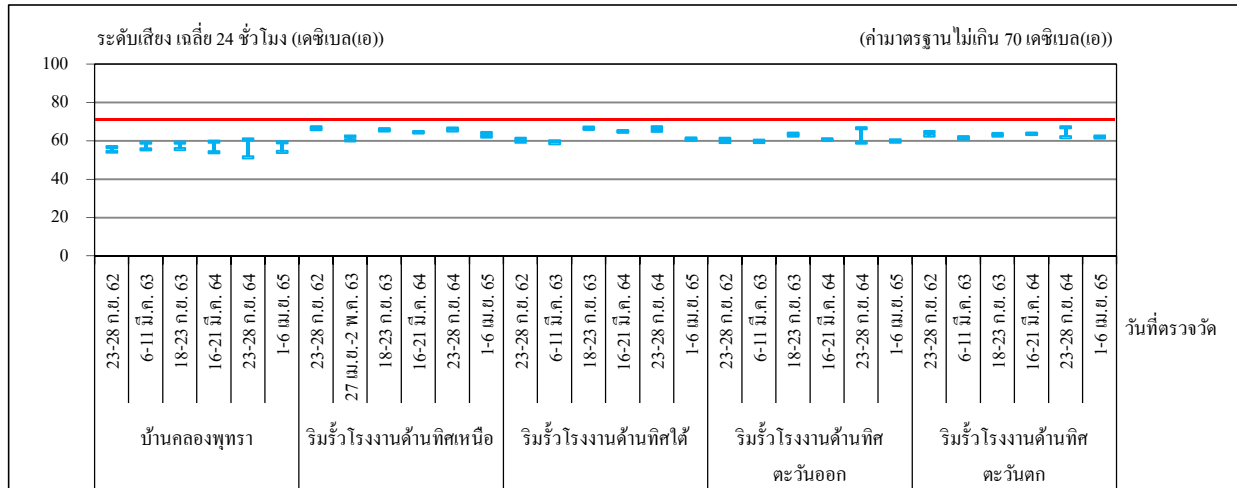 ระดับเสียง เฉลี่ย 24 ชั่วโมง (เดซิเบล(เอ))
(ค่ามาตรฐานไม่เกิน 70 เดซิเบล(เอ))
100
80
60
40
20
0
23-28 ก.ย. 62
6-11 มี.ค. 63
18-23 ก.ย. 63
16-21 มี.ค. 64
23-28 ก.ย. 64
1-6 เม.ย. 65
23-28 ก.ย. 62
27 เม.ย.-2 พ.ค. 63
18-23 ก.ย. 63
16-21 มี.ค. 64
23-28 ก.ย. 64
1-6 เม.ย. 65
23-28 ก.ย. 62
6-11 มี.ค. 63
18-23 ก.ย. 63
16-21 มี.ค. 64
23-28 ก.ย. 64
1-6 เม.ย. 65
23-28 ก.ย. 62
6-11 มี.ค. 63
18-23 ก.ย. 63
16-21 มี.ค. 64
23-28 ก.ย. 64
1-6 เม.ย. 65
23-28 ก.ย. 62
6-11 มี.ค. 63
18-23 ก.ย. 63
16-21 มี.ค. 64
23-28 ก.ย. 64
1-6 เม.ย. 65
วันที่ตรวจวัด
บ้านคลองพุทรา
ริมรั้วโรงงานด้านทิศเหนือ
ริมรั้วโรงงานด้านทิศใต้
ริมรั้วโรงงานด้านทิศ
ตะวันออก
ริมรั้วโรงงานด้านทิศ
ตะวันตก